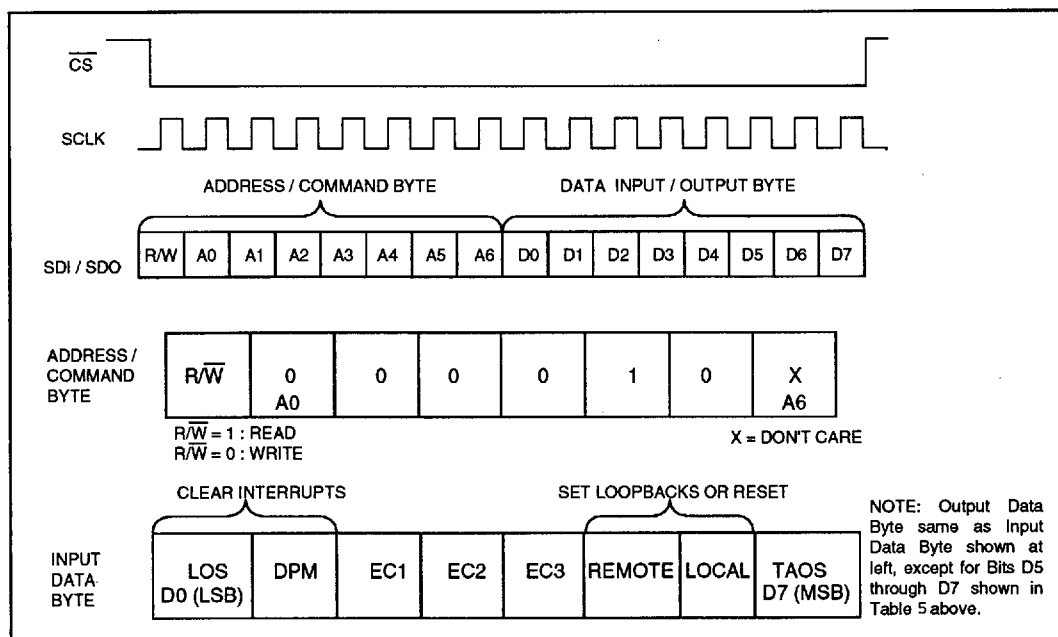 CS
SCLK
ADDRESS / COMMAND BYTE DATA INPUT / OUTPUT BYTE
SDI / SDO R/W A0 A1 A2 A3 A4 A5 A6 D0 D1 D2 D3 D4 D5 D6 D7
ADDRESS /
COMMAND
BYTE
R/W 0 0 0 0 1 0 X
A0 A6
R/W = 1 : READ
R/W = 0 : WRITE
X = DON'T CARE
CLEAR INTERRUPTS SET LOOPBACKS OR RESET
INPUT
DATA
BYTE
LOS DPM EC1 EC2 EC3 REMOTE LOCAL TAOS
D0 (LSB) D7 (MSB)
NOTE: Output Data
Byte same as Input
Data Byte shown at
left, except for Bits D5
through D7 shown in
Table 5 above.